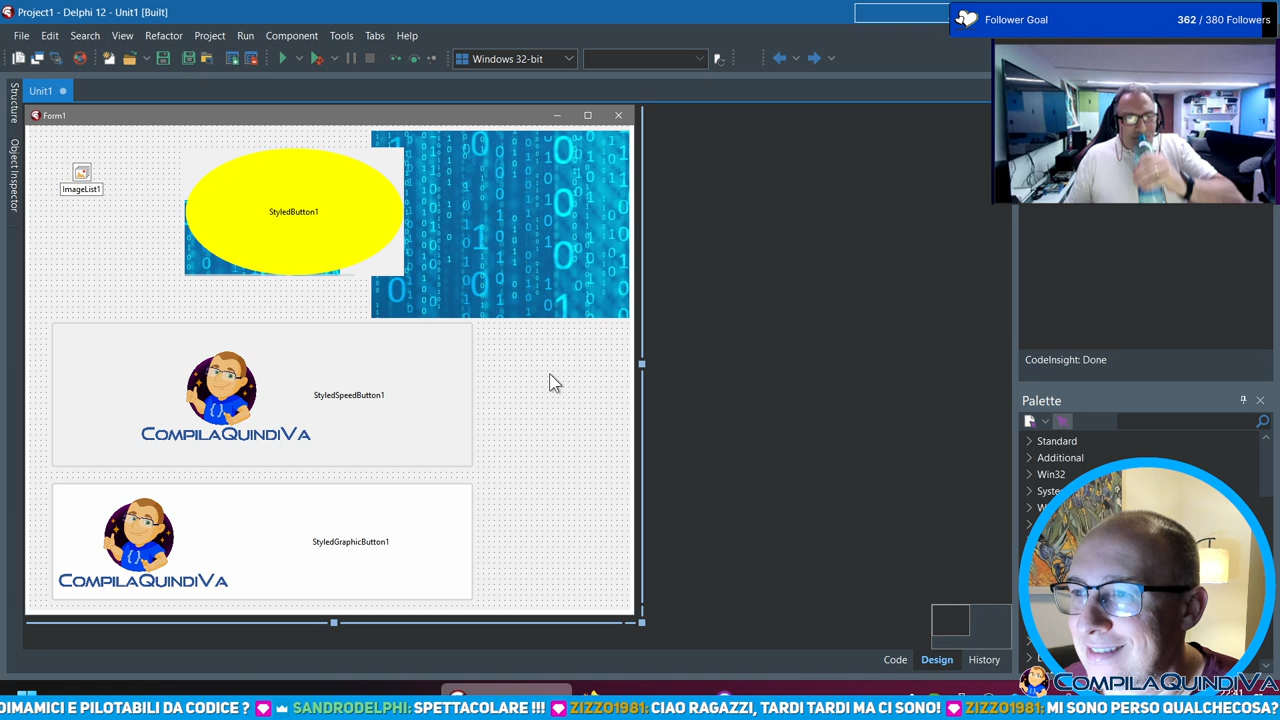 Project1 - Delphi 12 - Unit1 [Built]
Follower Goal
362 / 380 Followers
File Edit Search View Refactor Project Run Component Tools Tabs Help
Windows 32-bit
Unit1
Structure
Object Inspector
Form1
ImageList1
StyledButton1
StyledSpeedButton1
COMPILAQUINDIVA
StyledGraphicButton1
COMPILAQUINDIVA
CodeInsight: Done
Palette
Standard
Additional
Win32
Code Design History
COMPILAQUINDIVA
DIMAMICI E PILOTABILI DA CODICE ? SANDRODELPHI: SPETTACOLARE !!! ZIZZO1981: CIAO RAGAZZI, TARDI TARDI MA CI SONO! ZIZZO1981: MI SONO PERSO QUALCHECOSA?